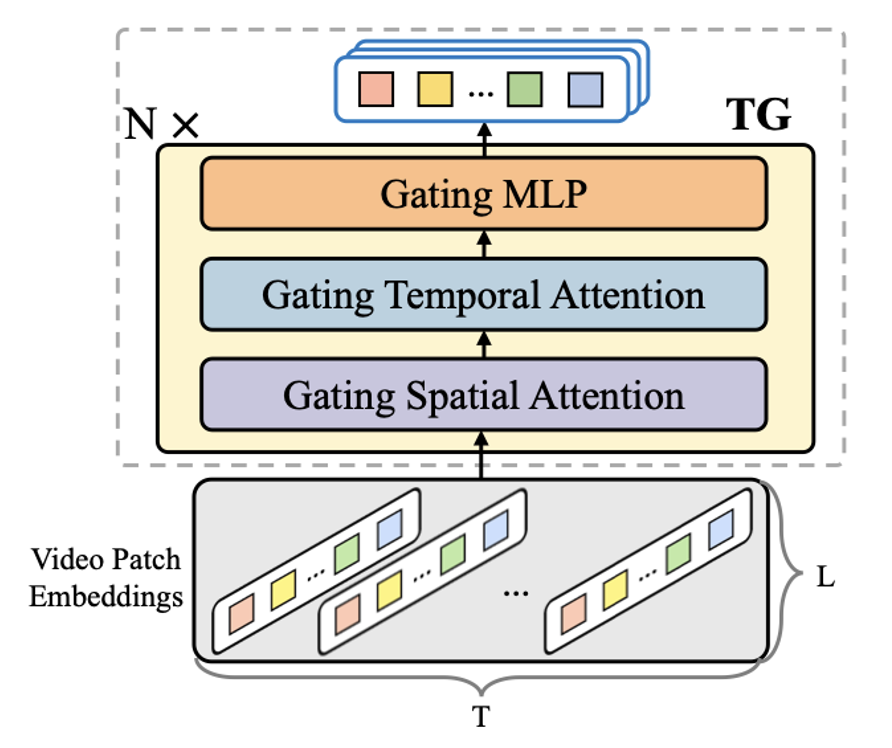 N ×
TG
...
Gating MLP
Gating Temporal Attention
Gating Spatial Attention
Video Patch
Embeddings
...
...
...
...
L
T